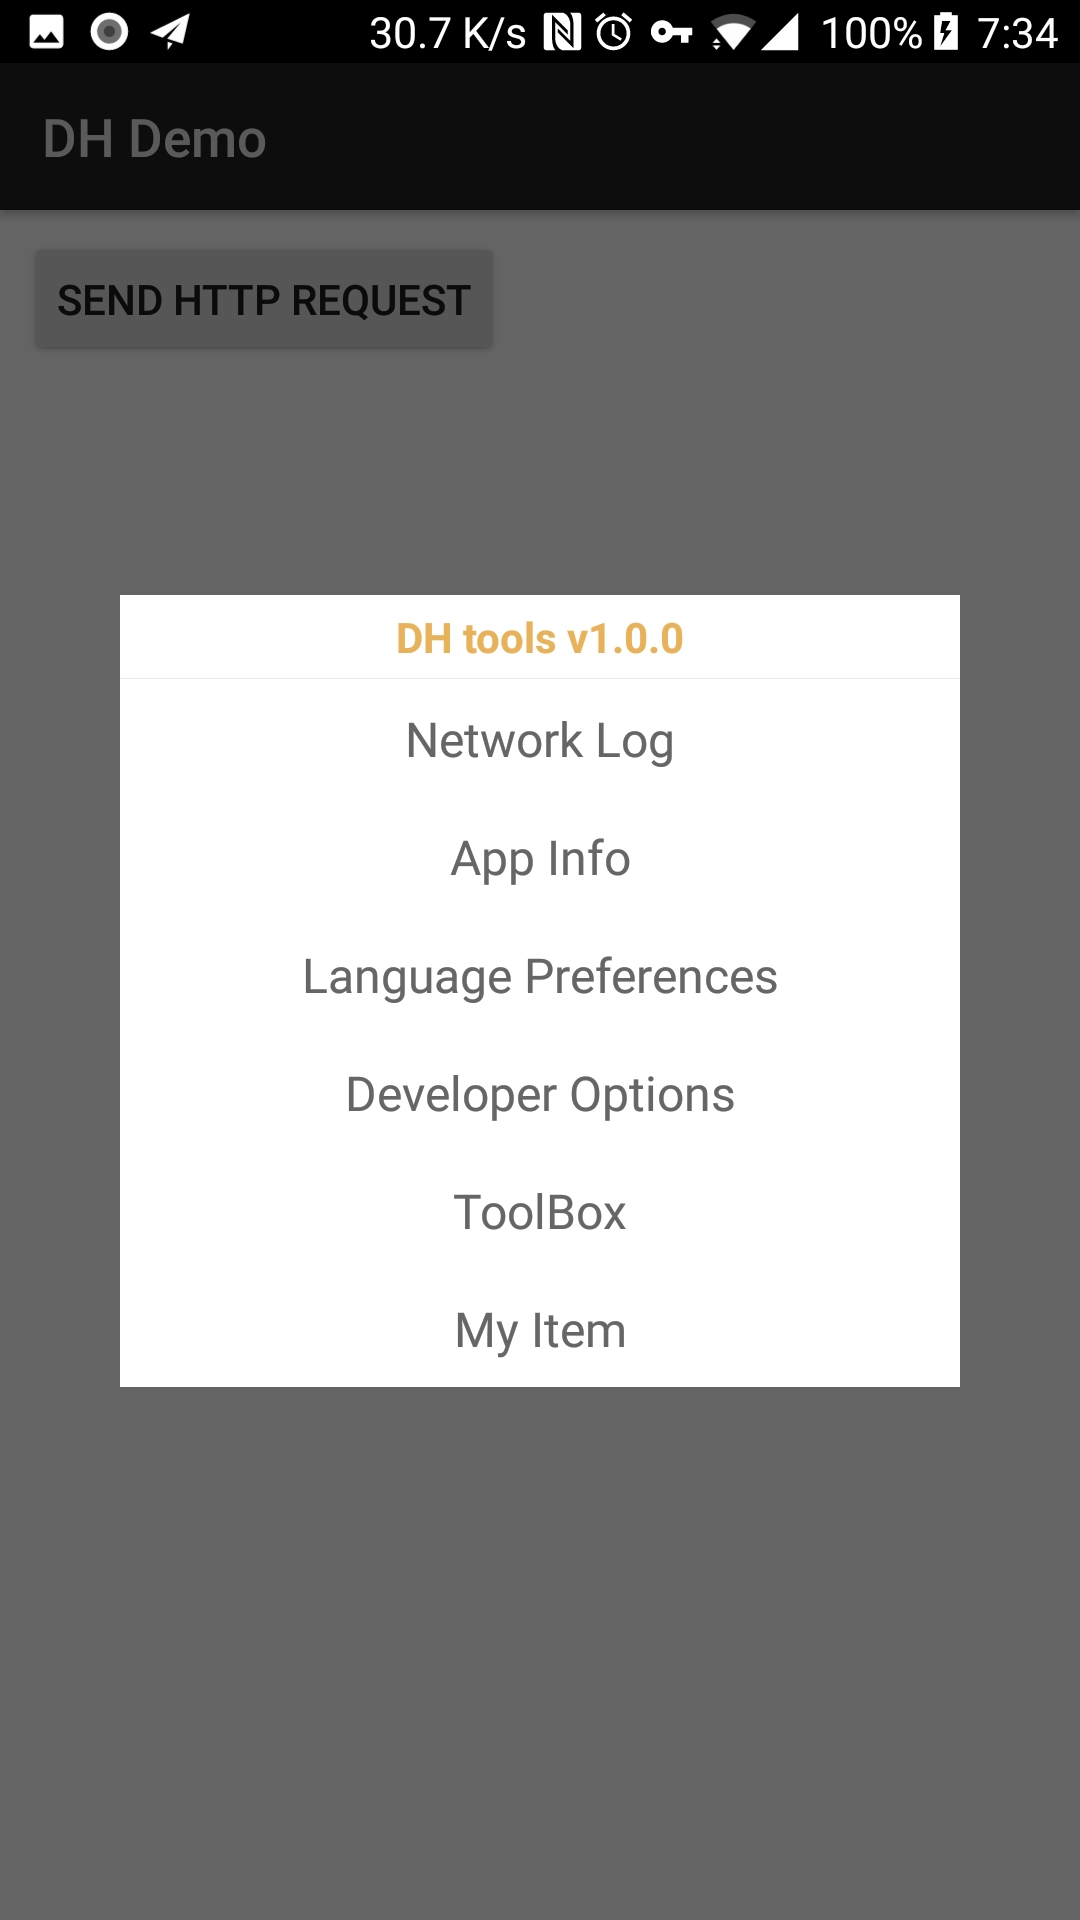 30.7 K/s 100% 7:34
DH Demo
SEND HTTP REQUEST
DH tools v1.0.0
Network Log
App Info
Language Preferences
Developer Options
ToolBox
My Item